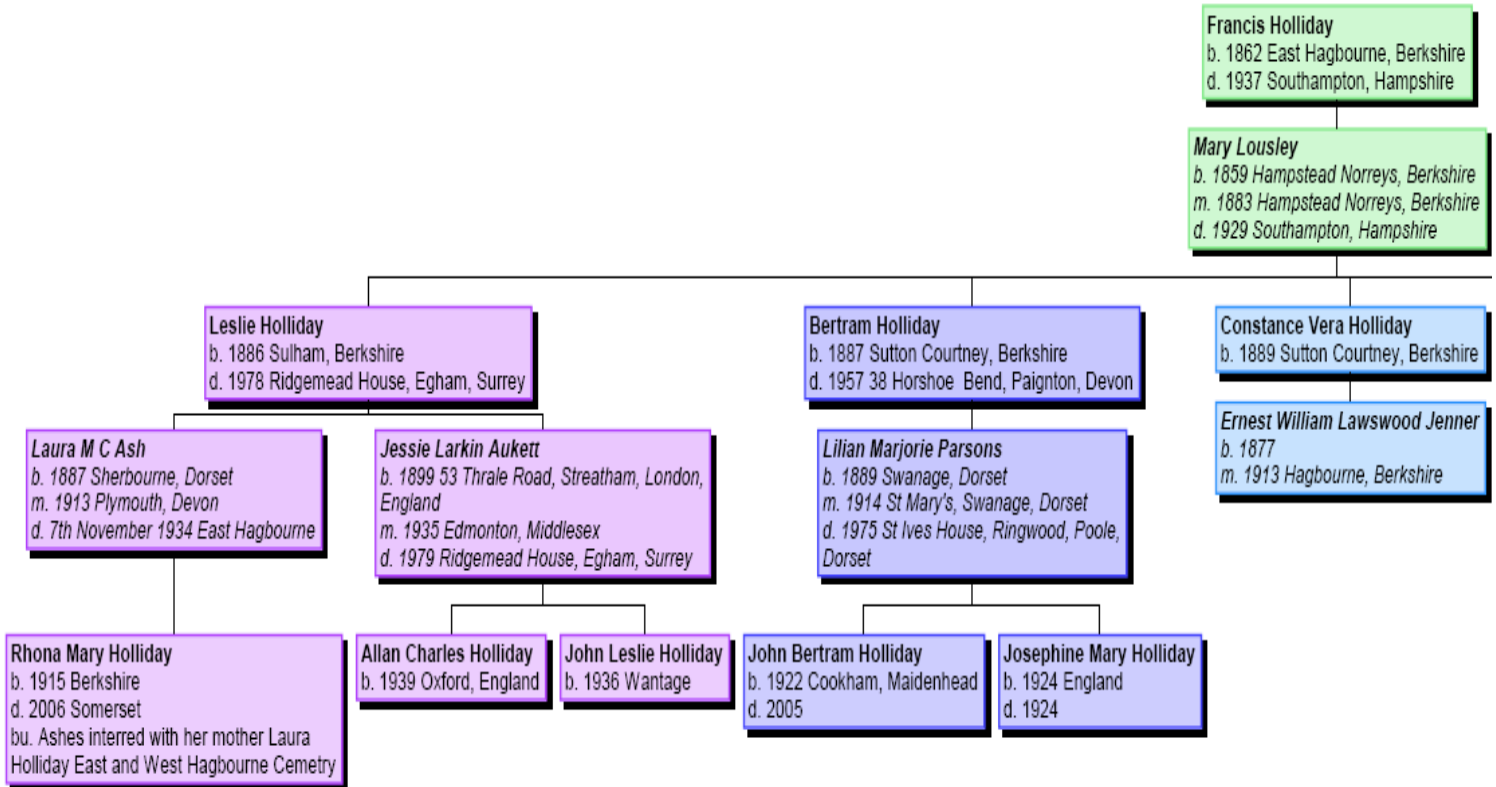 Francis Holliday
b. 1862 East Hagbourne, Berkshire
d. 1937 Southampton, Hampshire
Mary Lousley
b. 1859 Hampstead Norreys, Berkshire
m. 1883 Hampstead Norreys, Berkshire
d. 1929 Southampton, Hampshire
Leslie Holliday
b. 1886 Sulham, Berkshire
d. 1978 Ridgemead House, Egham, Surrey
Bertram Holliday
b. 1887 Sutton Courtney, Berkshire
d. 1957 38 Horshoe Bend, Paignton, Devon
Constance Vera Holliday
b. 1889 Sutton Courtney, Berkshire
Laura M C Ash
b. 1887 Sherbourne, Dorset
m. 1913 Plymouth, Devon
d. 7th November 1934 East Hagbourne
Jessie Larkin Aukett
b. 1899 53 Thrale Road, Streatham, London,
England
m. 1935 Edmonton, Middlesex
d. 1979 Ridgemead House, Egham, Surrey
Lilian Marjorie Parsons
b. 1889 Swanage, Dorset
m. 1914 St Mary's, Swanage, Dorset
d. 1975 St Ives House, Ringwood, Poole,
Dorset
Ernest William Lawswood Jenner
b. 1877
m. 1913 Hagbourne, Berkshire
Rhona Mary Holliday
b. 1915 Berkshire
d. 2006 Somerset
bu. Ashes interred with her mother Laura
Holliday East and West Hagbourne Cemetry
Allan Charles Holliday
b. 1939 Oxford, England
John Leslie Holliday
b. 1936 Wantage
John Bertram Holliday
b. 1922 Cookham, Maidenhead
d. 2005
Josephine Mary Holliday
b. 1924 England
d. 1924